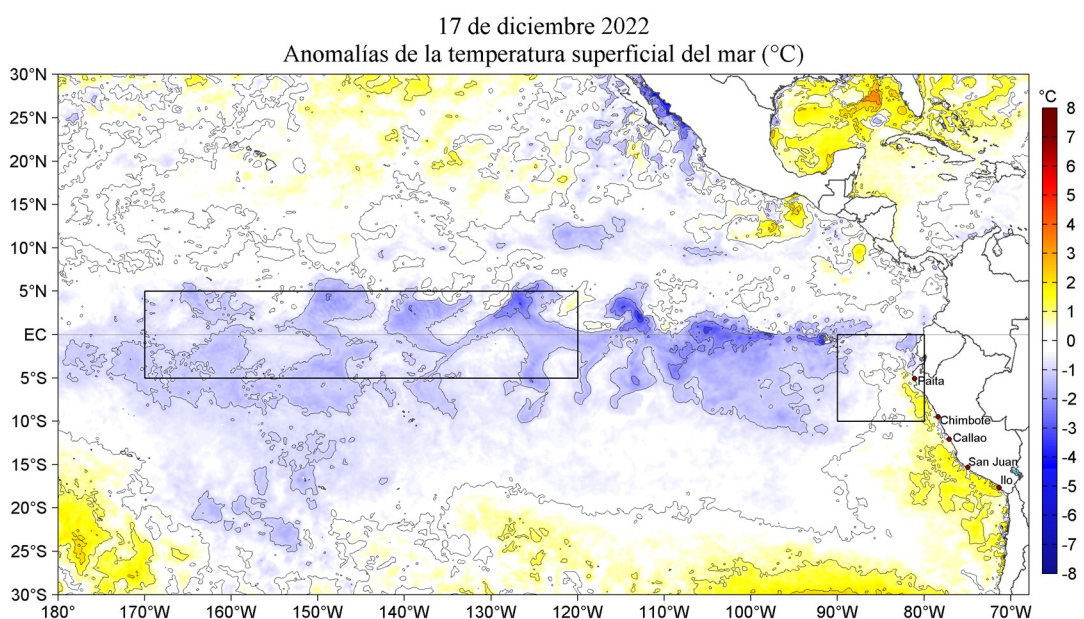 17 de diciembre 2022
Anomalías de la temperatura superficial del mar (°C)
30°N
25°N
20°N
15°N
10°N
5°N
EC
5°S
10°S
15°S
20°S
25°S
30°S
Paita
Chimbote
Callao
San Juan
Ilo
°C
8
7
6
5
4
3
2
1
0
-1
-2
-3
-4
-5
-6
-7
-8
180 170°W 160°W 150°W 140°W 130°W 120°W 110°W 100°W 90°W 80°W 70°W